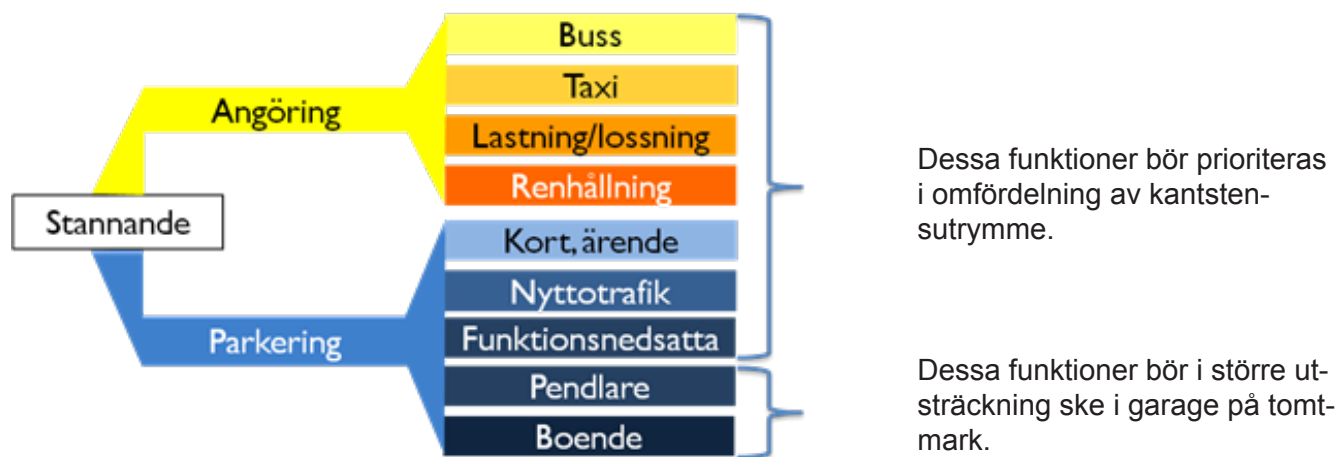 Stannande
Angöring
Buss
Taxi
Lastning/lossning
Renhållning
Parkering
Kort, ärende
Nyttotrafik
Funktionsnedsatta
Pendlare
Boende
Dessa funktioner bör prioriteras
i omfördelning av kantsten-
sutrymme.
Dessa funktioner bör i större ut-
sträckning ske i garage på tomt-
mark.